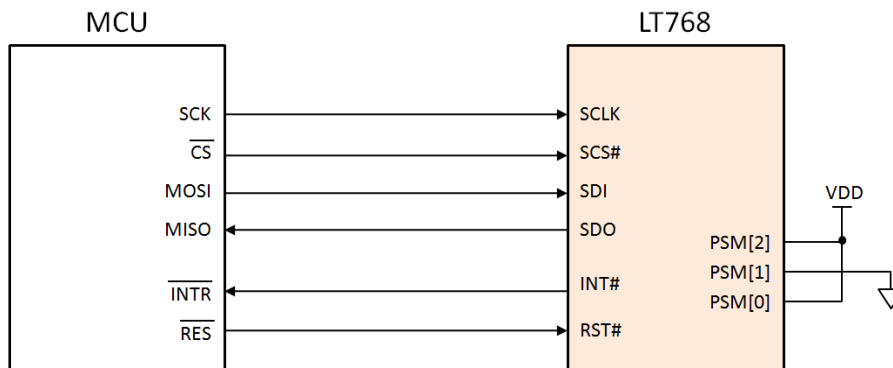 MCU
LT768
SCK
SCLK
CS
SCS#
MOSI
SDI
MISO
SDO
VDD
PSM[2]
PSM[1]
PSM[0]
INTR
INT#
RES
RST#